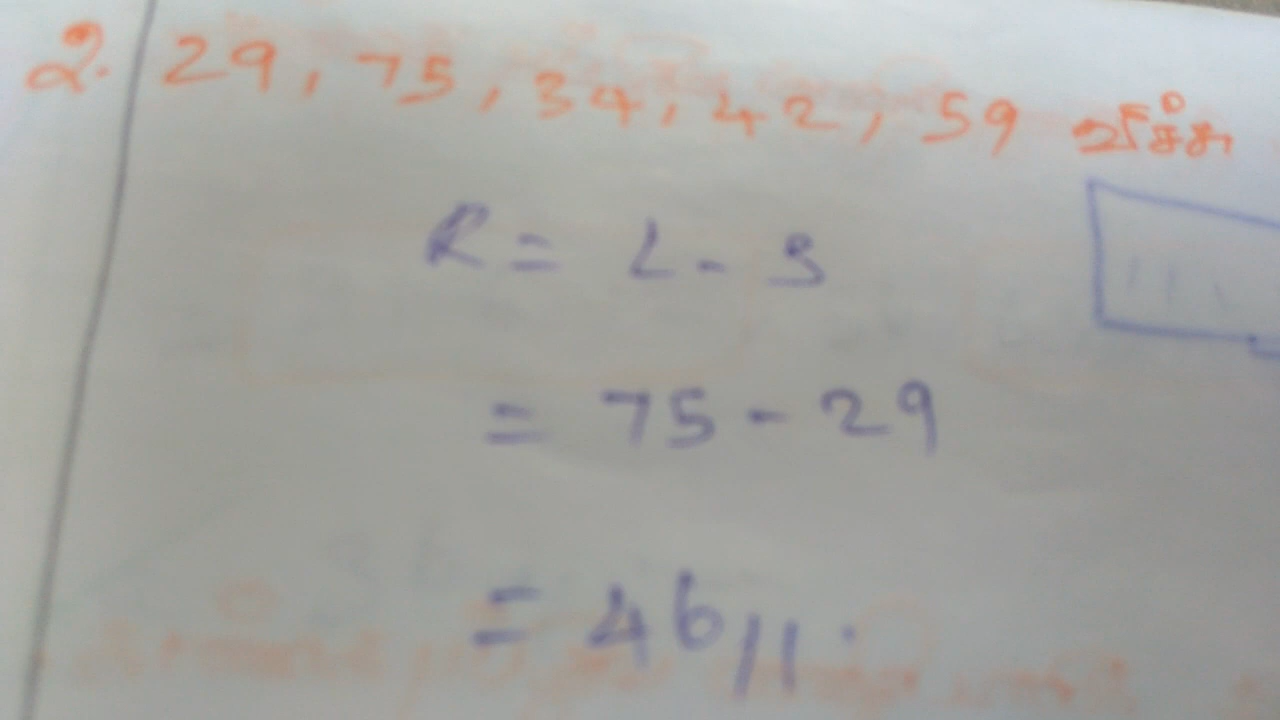 2. 29, 75, 34, 42, 59 வீச்சு
R = L - S
= 75 - 29
= 46//.